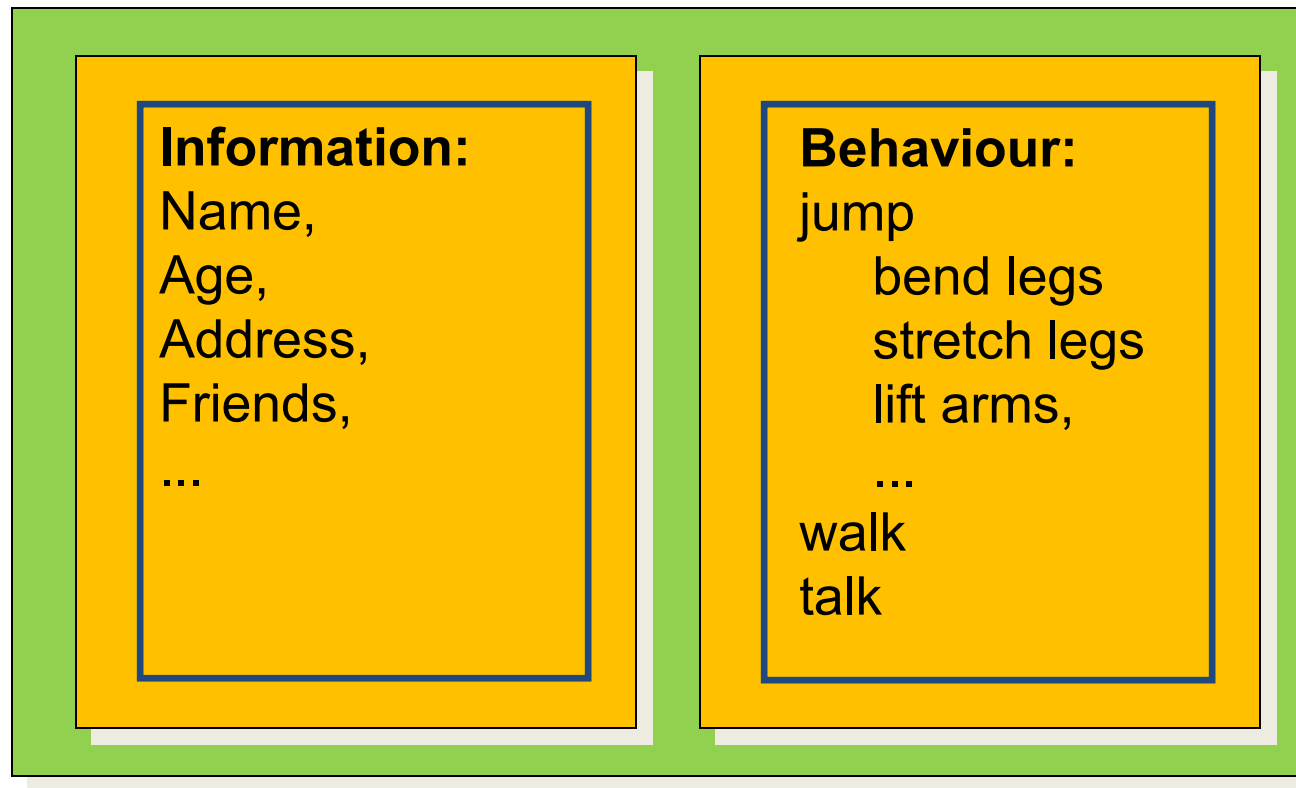 Information:
Name,
Age,
Address,
Friends,
...
Behaviour:
jump
bend legs
stretch legs
lift arms,
...
walk
talk